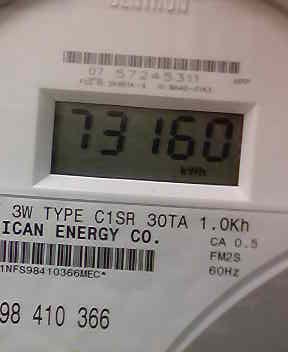 07 57245311
73160
kWh
3W TYPE C1SR 30TA 1.0Kh
ICAN ENERGY CO.
CA 0.5
FM2S
60Hz
1NFS98410366MEC*
98 410 366